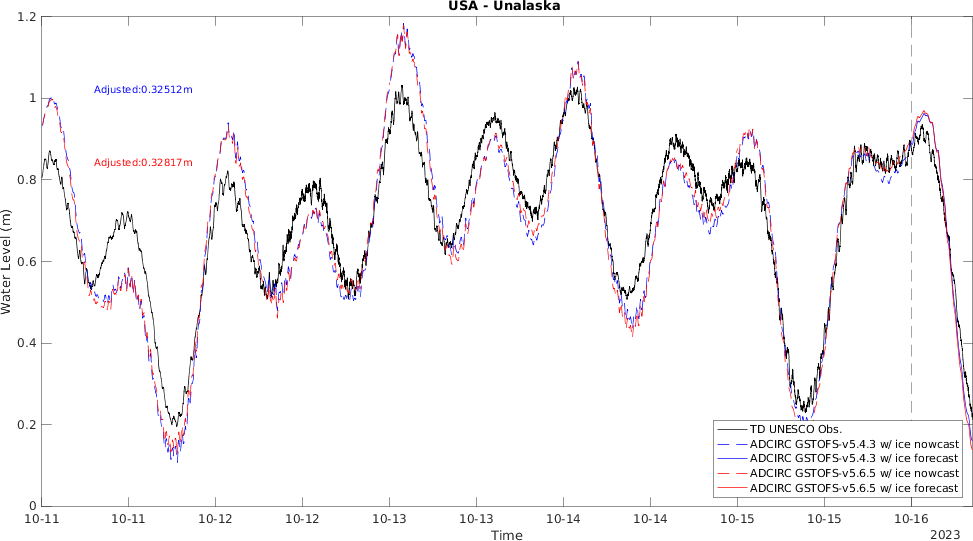 USA - Unalaska
1.2
1
0.8
0.6
0.4
0.2
0
Water Level (m)
Adjusted:0.32512m
Adjusted:0.32817m
TD UNESCO Obs.
ADCIRC GSTOFS-v5.4.3 w/ ice nowcast
ADCIRC GSTOFS-v5.4.3 w/ ice forecast
ADCIRC GSTOFS-v5.6.5 w/ ice nowcast
ADCIRC GSTOFS-v5.6.5 w/ ice forecast
10-11 10-11 10-12 10-12 10-13 10-13 10-14 10-14 10-15 10-15 10-16
Time
2023